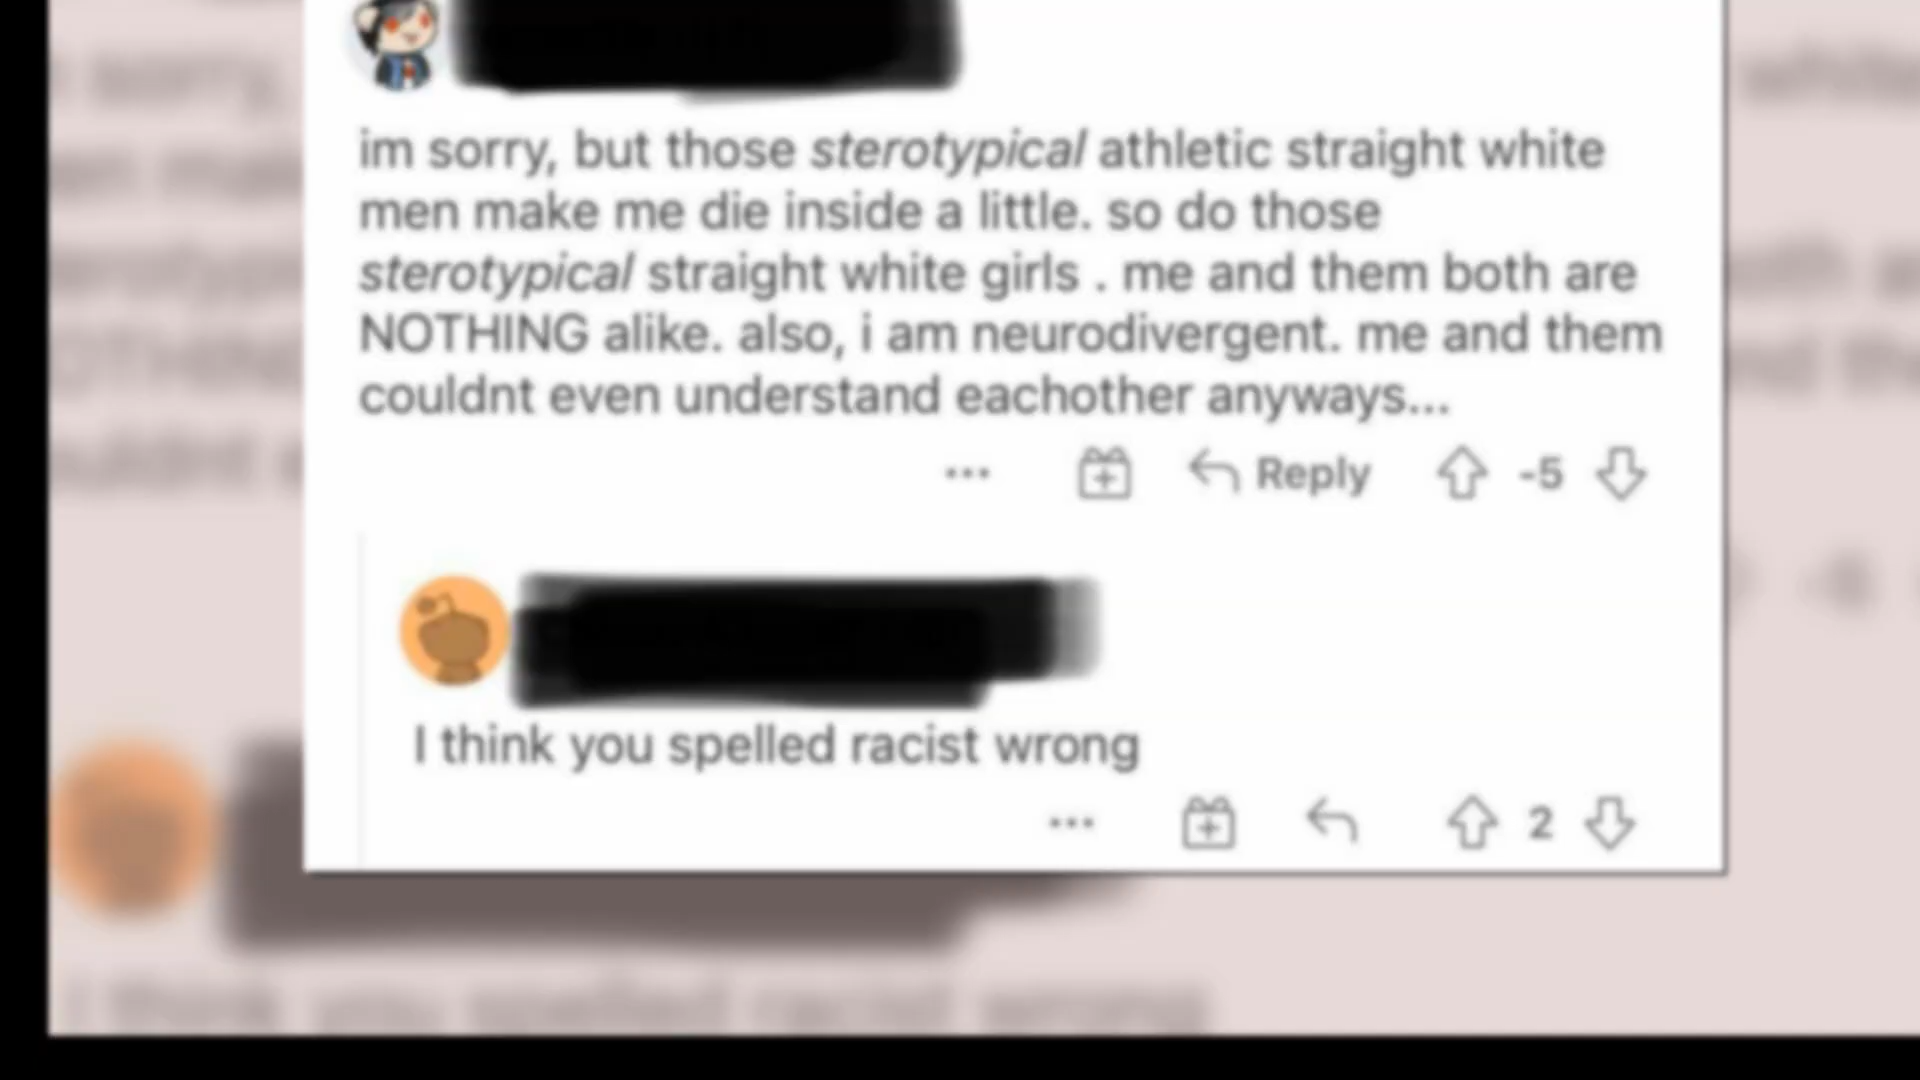 im sorry, but those sterotypical athletic straight white
men make me die inside a little. so do those
sterotypical straight white girls . me and them both are
NOTHING alike. also, i am neurodivergent. me and them
couldnt even understand eachother anyways...
... Reply -5
I think you spelled racist wrong
... 2